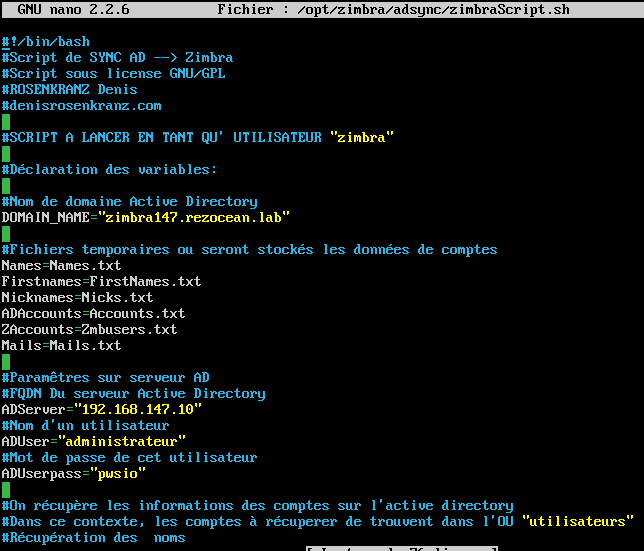 GNU nano 2.2.6 Fichier : /opt/zimbra/adsync/zimbraScript.sh
#!/bin/bash
#Script de SYNC AD --> Zimbra
#Script sous license GNU/GPL
#ROSENKRANZ Denis
#denisrosenkranz.com
#SCRIPT A LANCER EN TANT QU' UTILISATEUR "zimbra"
#Déclaration des variables:
#Nom de domaine Active Directory
DOMAIN_NAME="zimbra147.rezocean.lab"
#Fichiers temporaires ou seront stockés les données de comptes
Names=Names.txt
Firstnames=FirstNames.txt
Nicknames=Nicks.txt
ADAccounts=Accounts.txt
ZAccounts=Zmbusers.txt
Mails=Mails.txt
#Paramêtres sur serveur AD
#FQDN Du serveur Active Directory
ADServer="192.168.147.10"
#Nom d'un utilisateur
ADUser="administrateur"
#Mot de passe de cet utilisateur
ADUserpass="pwsio"
#On récupère les informations des comptes sur l'active directory
#Dans ce contexte, les comptes à récuperer de trouvent dans l'OU "utilisateurs"
#Récupération des  noms